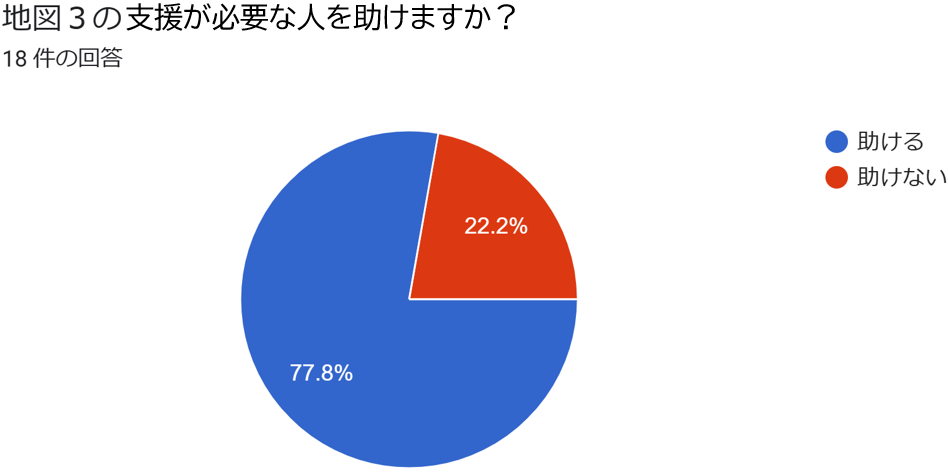 地図３の支援が必要な人を助けますか？
18 件の回答
助ける
助けない
22.2%
77.8%